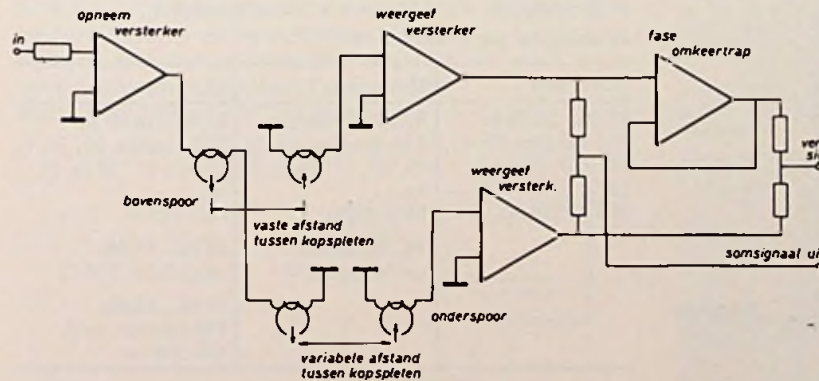 opneem
versterker
in
weergeef
versterker
fase
omkeertrap
bovenspoor
vaste afstand
tussen kopspleten
weergeef
versterk.
onderspoor
somsignaal ui
variabele afstand
tussen kopspleten